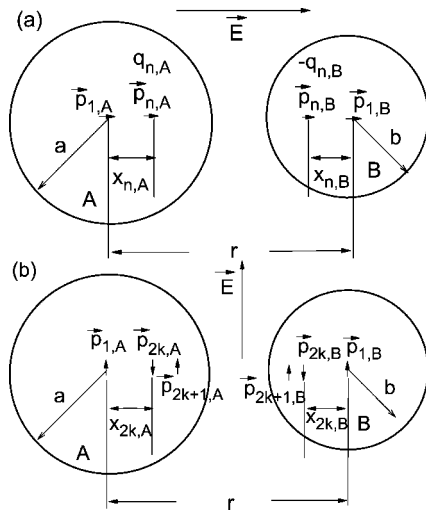 (a)
→E
q_{n,A}
-q_{n,B}
→p_{1,A} →p_{n,A}
→p_{n,B} →p_{1,B}
a
b
x_{n,A}
x_{n,B}
A
B
r
(b)
→E
→p_{1,A} →p_{2k,A}
→p_{2k,B} →p_{1,B}
a
→p_{2k+1,A}
→p_{2k+1,B}
b
x_{2k,A}
x_{2k,B}
A
B
r